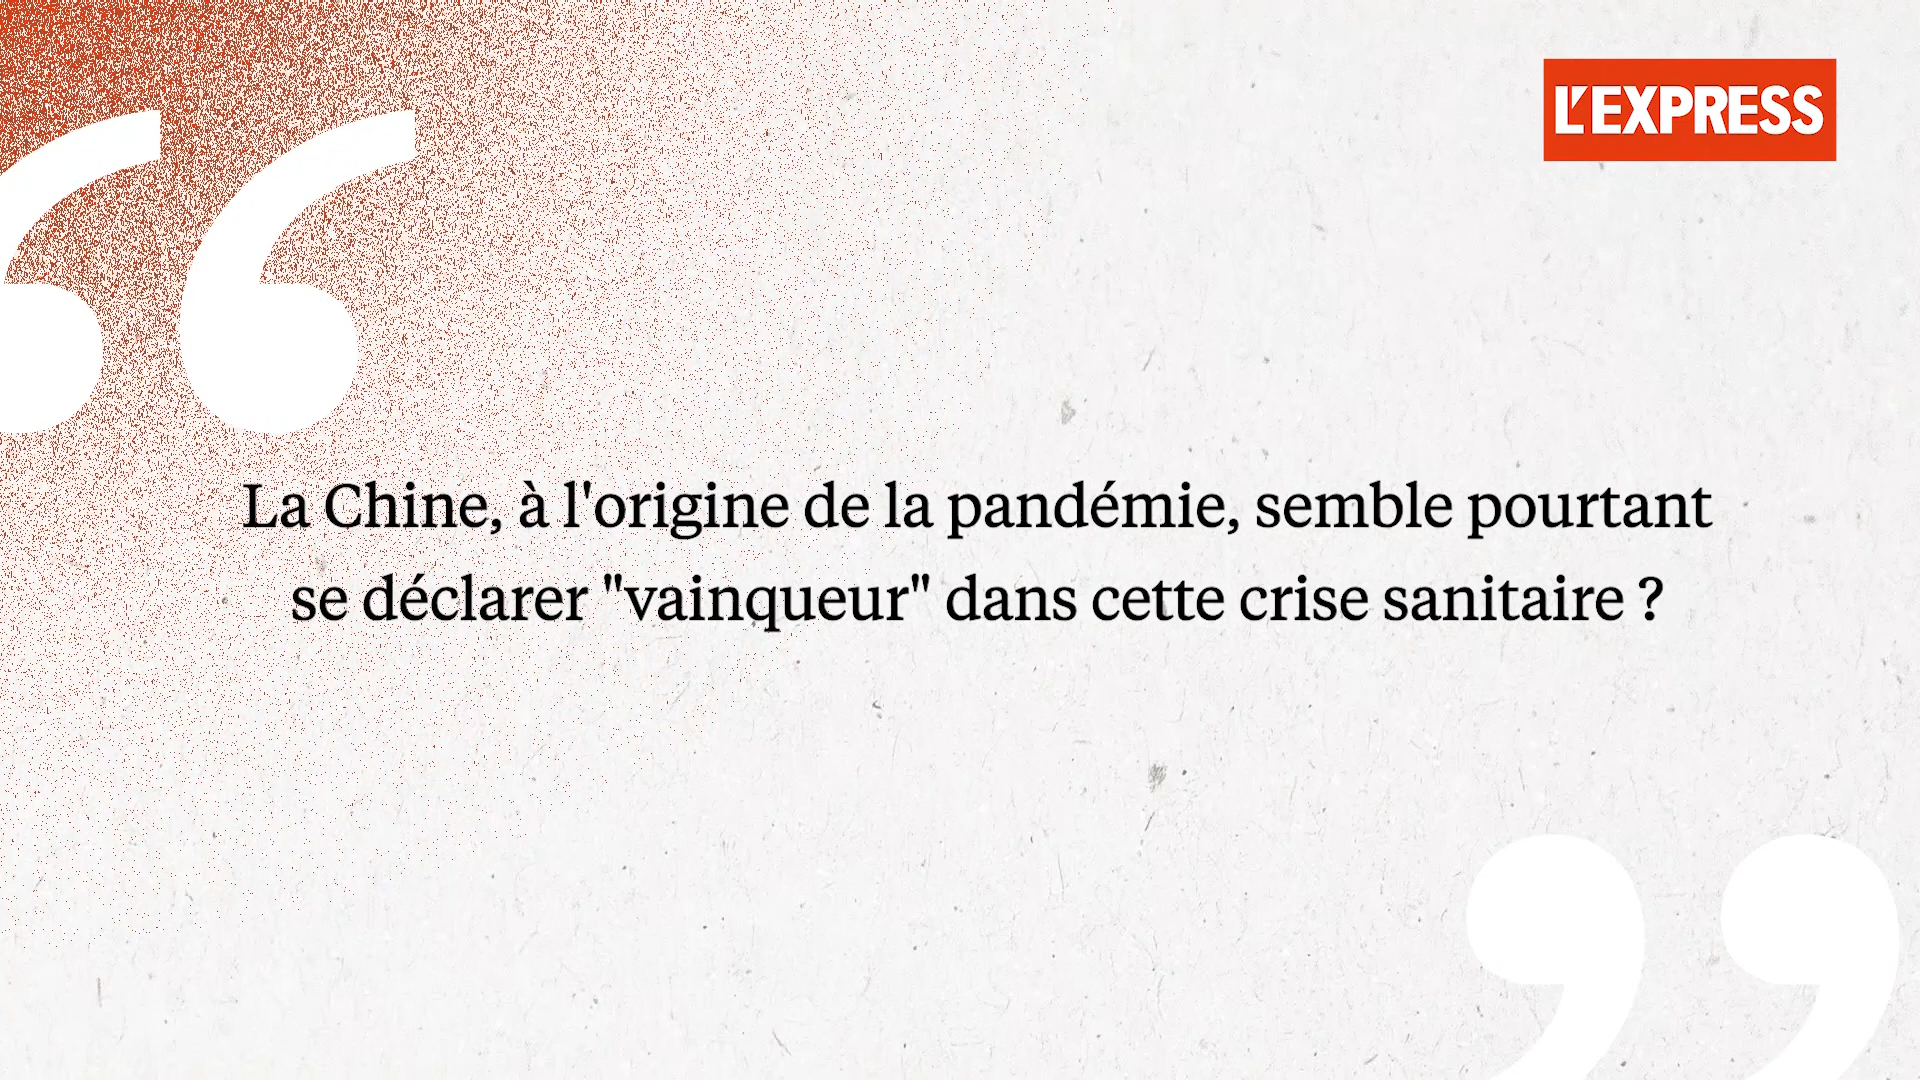 L'EXPRESS
La Chine, à l'origine de la pandémie, semble pourtant
se déclarer "vainqueur" dans cette crise sanitaire ?